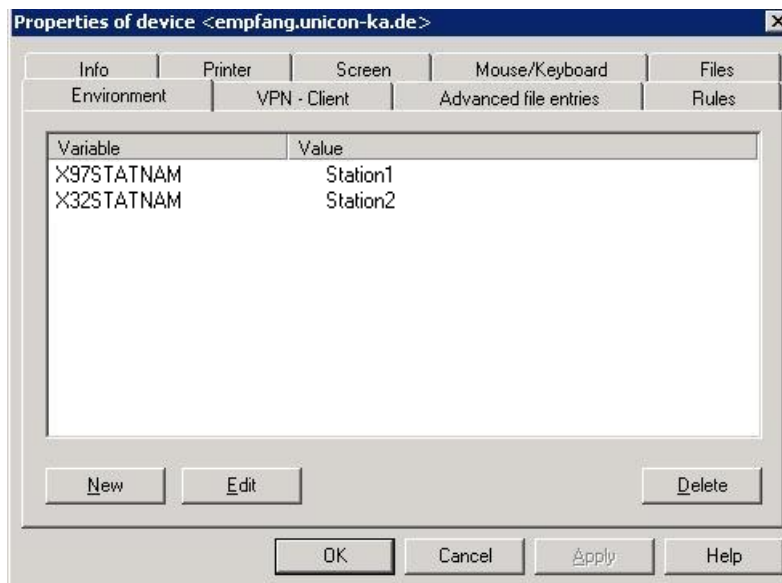 Properties of device <empfang.unicon-ka.de>
Info Printer Screen Mouse/Keyboard Files
Environment VPN - Client Advanced file entries Rules
Variable Value
X97STATNAM Station1
X32STATNAM Station2
New Edit Delete
OK Cancel Apply Help